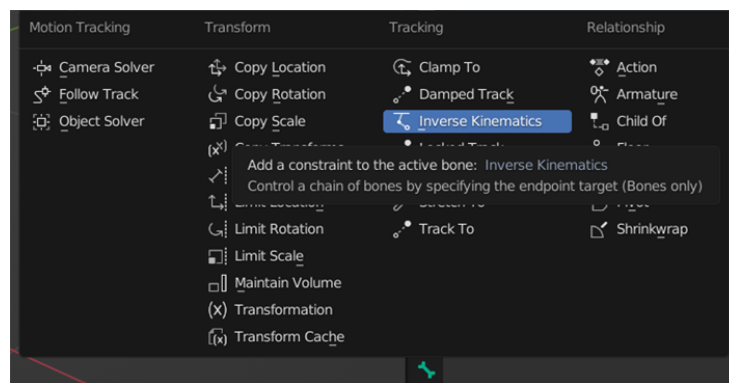 Motion Tracking
Transform
Tracking
Relationship
Camera Solver
Copy Location
Clamp To
Action
Follow Track
Copy Rotation
Damped Track
Armature
Object Solver
Copy Scale
Inverse Kinematics
Child Of
Add a constraint to the active bone: Inverse Kinematics
Control a chain of bones by specifying the endpoint target (Bones only)
Limit Rotation
Track To
Shrinkwrap
Limit Scale
Maintain Volume
Transformation
Transform Cache